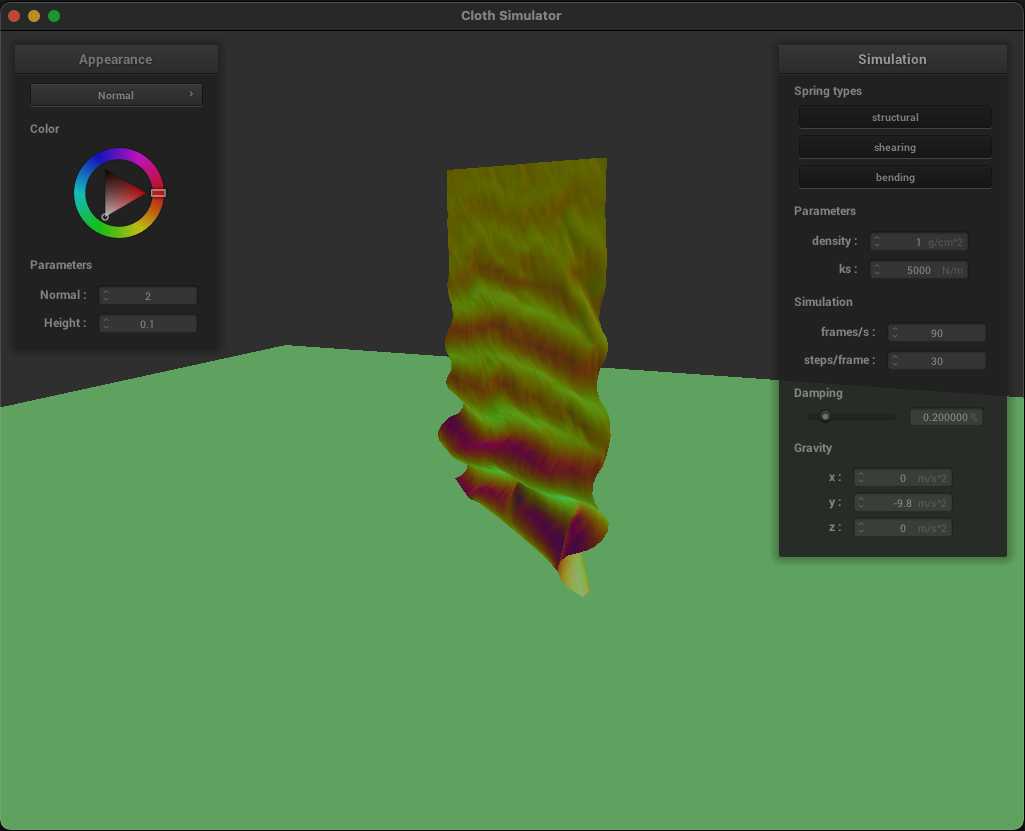 Cloth Simulator
Appearance
Normal
Color
Parameters
Normal : 2
Height : 0.1
Simulation
Spring types
structural
shearing
bending
Parameters
density : 1 g/cm^2
ks : 5000 N/m
Simulation
frames/s : 90
steps/frame : 30
Damping
0.200000 %
Gravity
x : 0 m/s^2
y : -9.8 m/s^2
z : 0 m/s^2